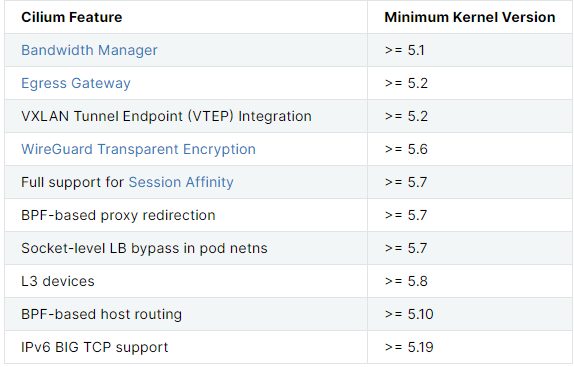 Cilium Feature Minimum Kernel Version
Bandwidth Manager >= 5.1
Egress Gateway >= 5.2
VXLAN Tunnel Endpoint (VTEP) Integration >= 5.2
WireGuard Transparent Encryption >= 5.6
Full support for Session Affinity >= 5.7
BPF-based proxy redirection >= 5.7
Socket-level LB bypass in pod netns >= 5.7
L3 devices >= 5.8
BPF-based host routing >= 5.10
IPv6 BIG TCP support >= 5.19